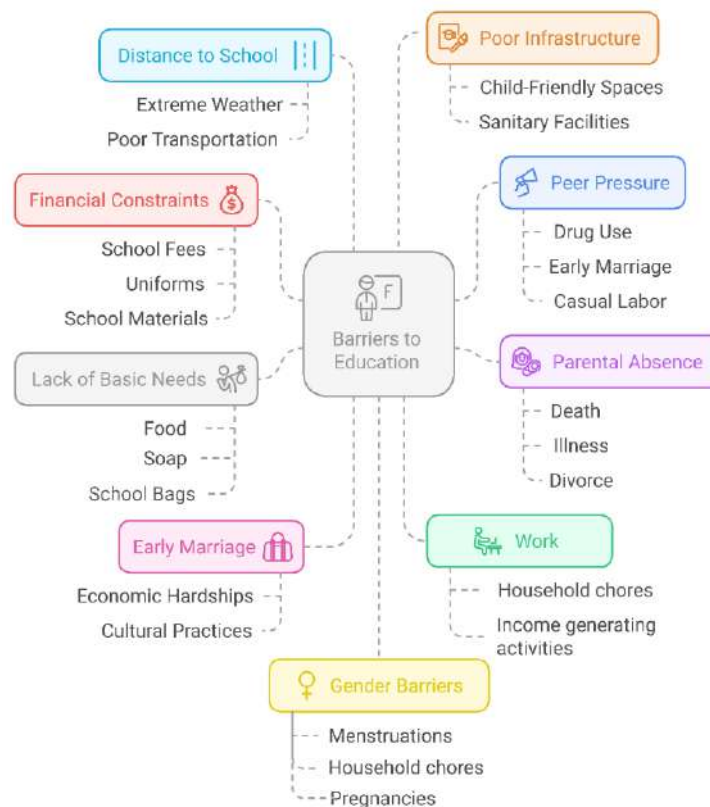 Distance to School
Extreme Weather
Poor Transportation
Financial Constraints
$
School Fees
Uniforms
School Materials
Lack of Basic Needs
Food
Soap
School Bags
Early Marriage
Economic Hardships
Cultural Practices
F
Barriers to
Education
Poor Infrastructure
Child-Friendly Spaces
Sanitary Facilities
Peer Pressure
Drug Use
Early Marriage
Casual Labor
Parental Absence
Death
Illness
Divorce
Work
Household chores
Income generating
activities
Gender Barriers
Menstruations
Household chores
Pregnancies